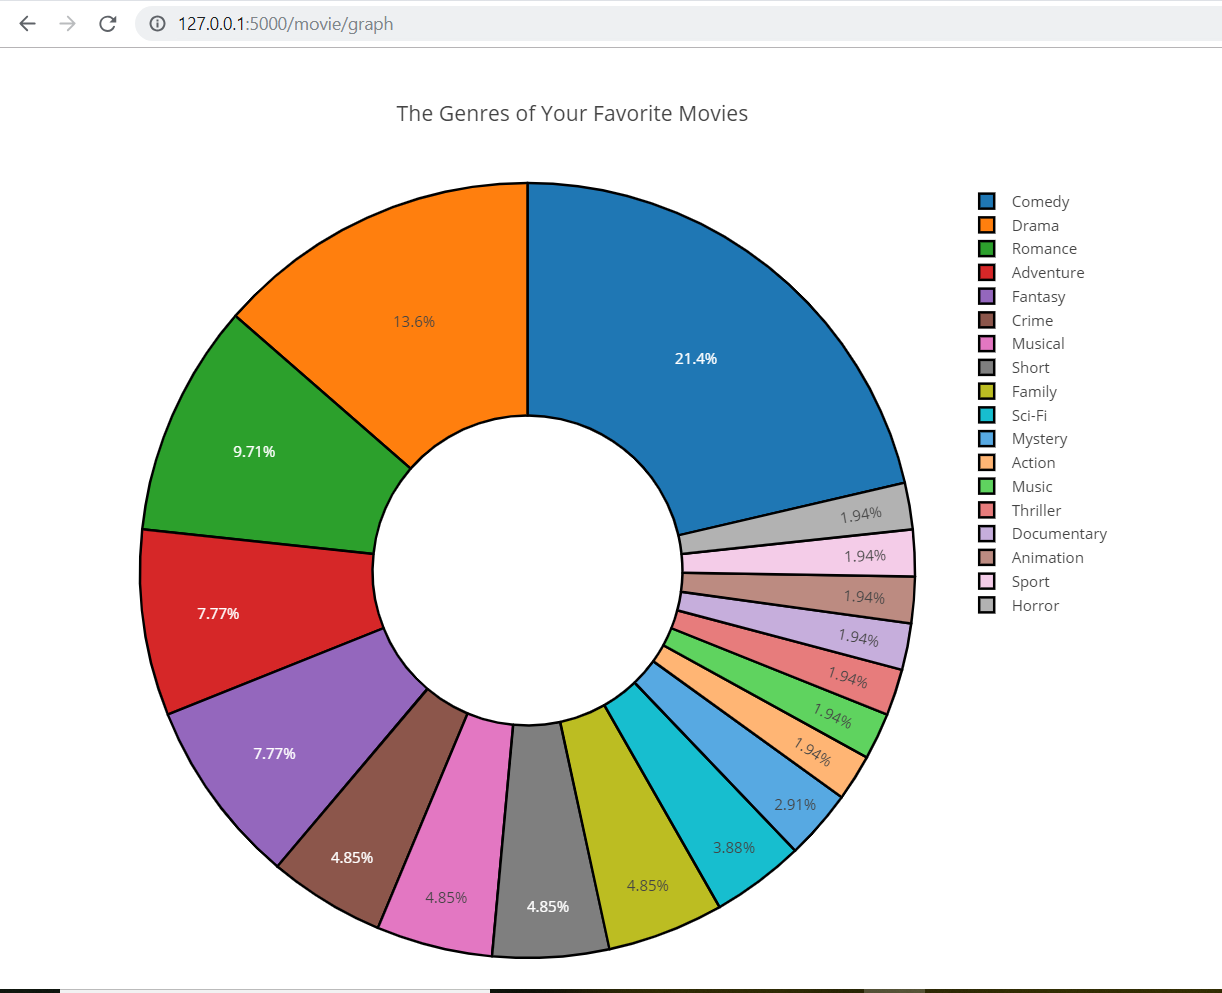 127.0.0.1:5000/movie/graph
The Genres of Your Favorite Movies
21.4%
13.6%
9.71%
7.77%
7.77%
4.85%
4.85%
4.85%
4.85%
3.88%
2.91%
1.94%
1.94%
1.94%
1.94%
1.94%
1.94%
1.94%
Comedy
Drama
Romance
Adventure
Fantasy
Crime
Musical
Short
Family
Sci-Fi
Mystery
Action
Music
Thriller
Documentary
Animation
Sport
Horror